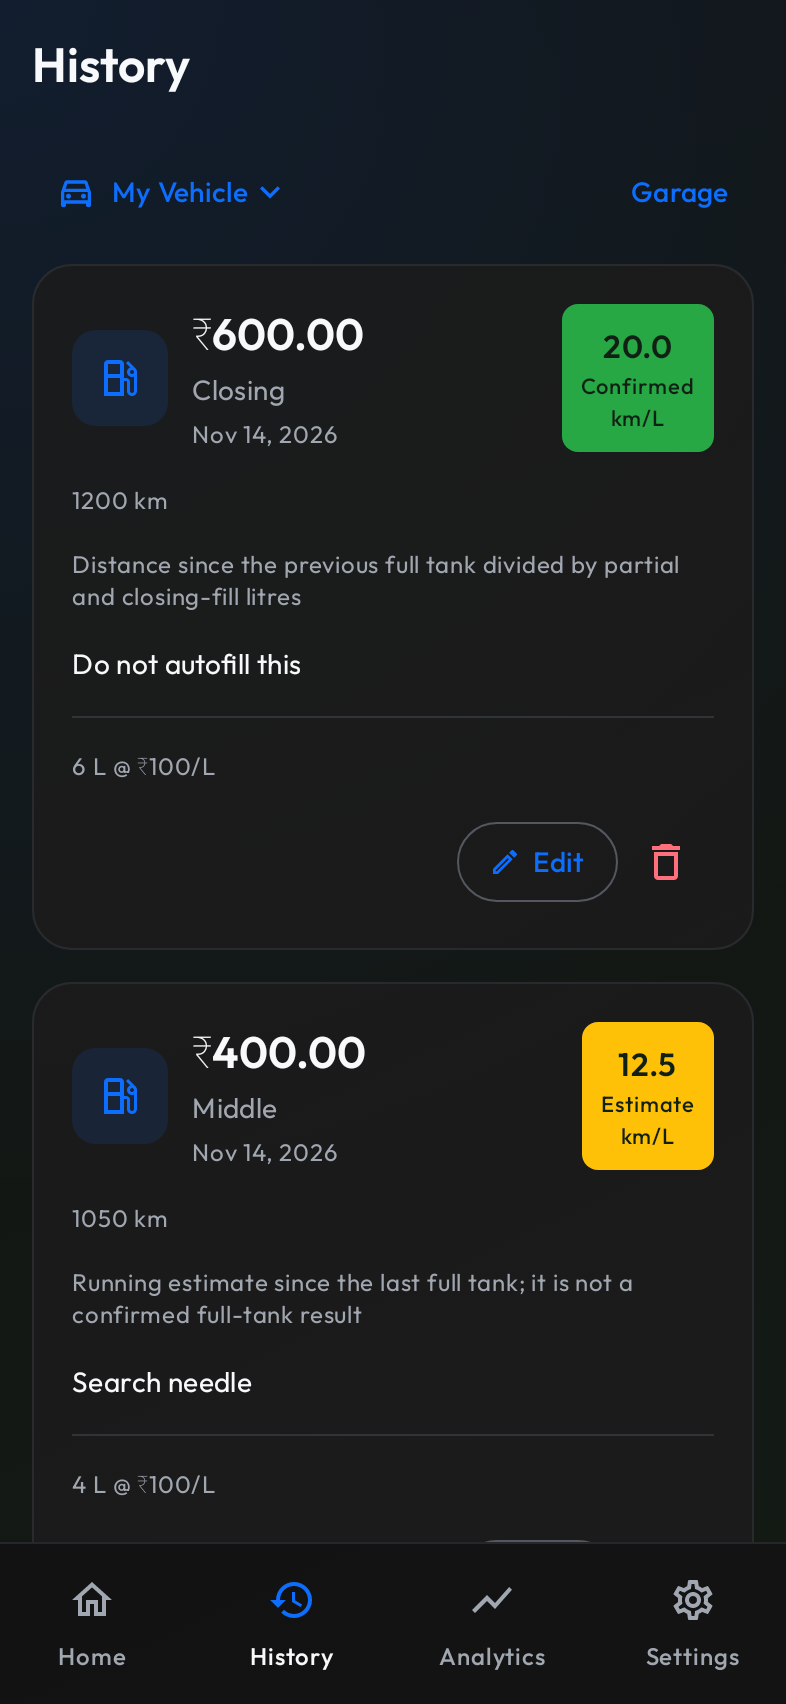 History
My Vehicle
Garage
₹600.00
Closing
Nov 14, 2026
20.0
Confirmed
km/L
1200 km
Distance since the previous full tank divided by partial
and closing-fill litres
Do not autofill this
6 L @ ₹100/L
Edit
₹400.00
Middle
Nov 14, 2026
12.5
Estimate
km/L
1050 km
Running estimate since the last full tank; it is not a
confirmed full-tank result
Search needle
4 L @ ₹100/L
Home
History
Analytics
Settings